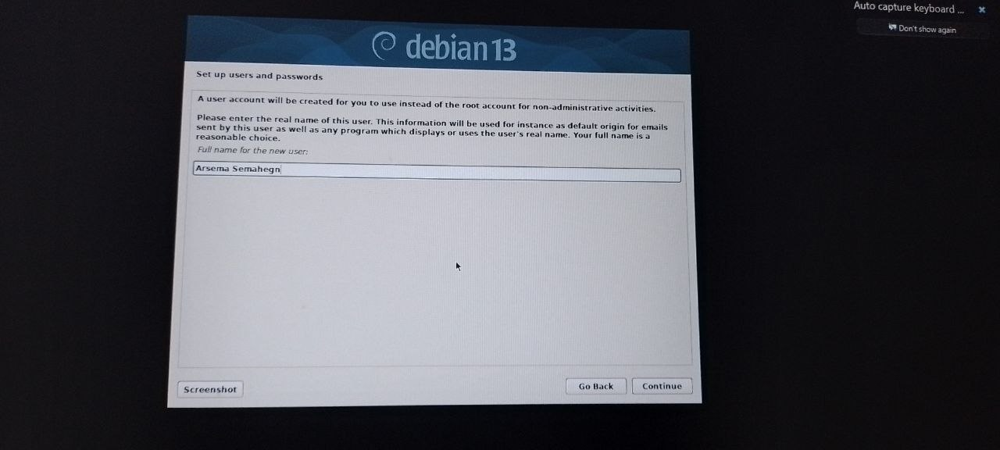 Auto capture keyboard ...
Don't show again
debian 13
Set up users and passwords
A user account will be created for you to use instead of the root account for non-administrative activities.
Please enter the real name of this user. This information will be used for instance as default origin for emails
sent by this user as well as any program which displays or uses the user's real name. Your full name is a
reasonable choice.
Full name for the new user:
Arsema Semahegn
Screenshot
Go Back
Continue